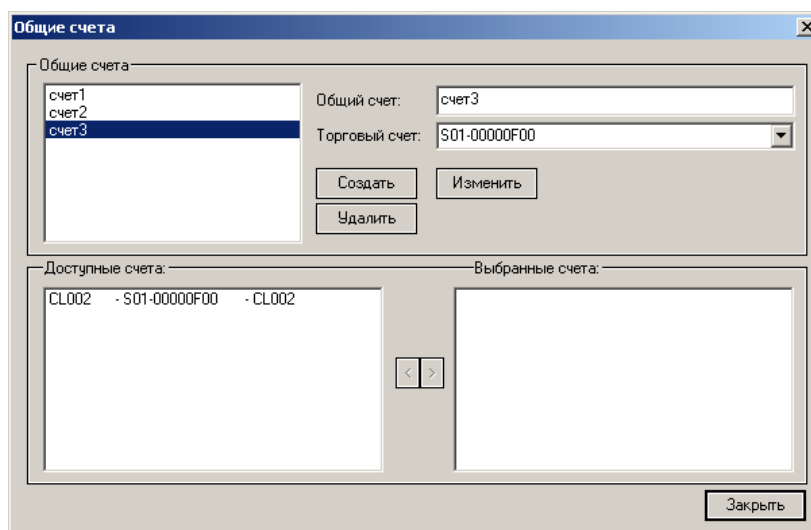 Общие счета
Общие счета
счет1
счет2
счет3
Общий счет: счет3
Торговый счет: S01-00000F00
Создать Изменить
Удалить
Доступные счета: Выбранные счета:
CL002 - S01-00000F00 - CL002
< >
Закрыть